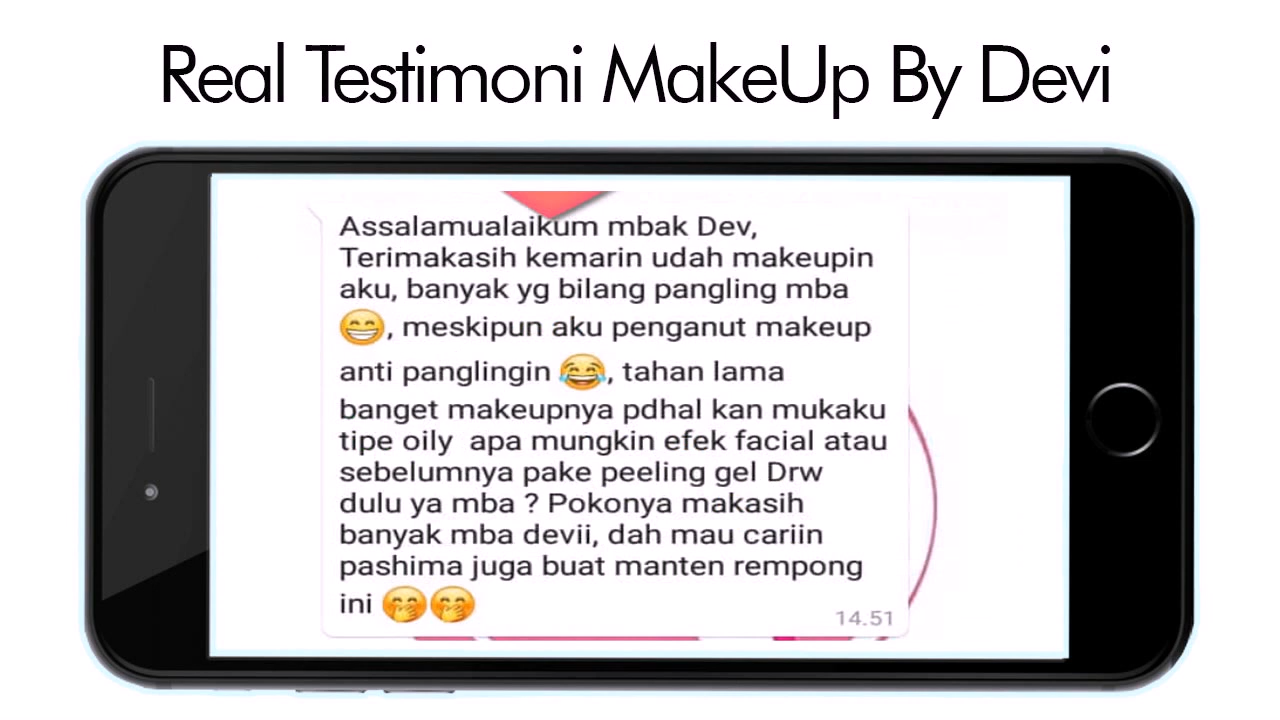 Real Testimoni MakeUp By Devi
Assalamualaikum mbak Dev,
Terimakasih kemarin udah makeupin
aku, banyak yg bilang pangling mba
😁, meskipun aku penganut makeup
anti panglingin 😂, tahan lama
banget makeupnya pdhal kan mukaku
tipe oily  apa mungkin efek facial atau
sebelumnya pake peeling gel Drw
dulu ya mba ? Pokonya makasih
banyak mba devii, dah mau cariin
pashima juga buat manten rempong
ini 🤭🤭
14.51